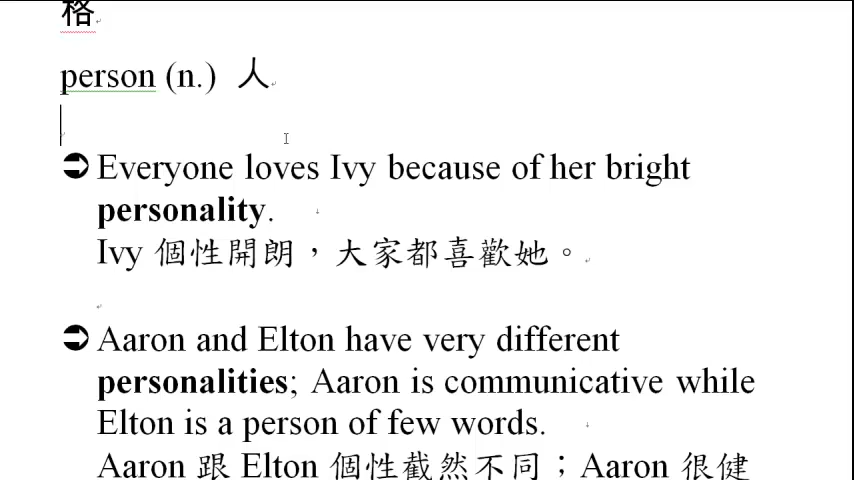 格
person (n.) 人
➲ Everyone loves Ivy because of her bright
personality.
Ivy 個性開朗，大家都喜歡她。
➲ Aaron and Elton have very different
personalities; Aaron is communicative while
Elton is a person of few words.
Aaron 跟 Elton 個性截然不同；Aaron 很健